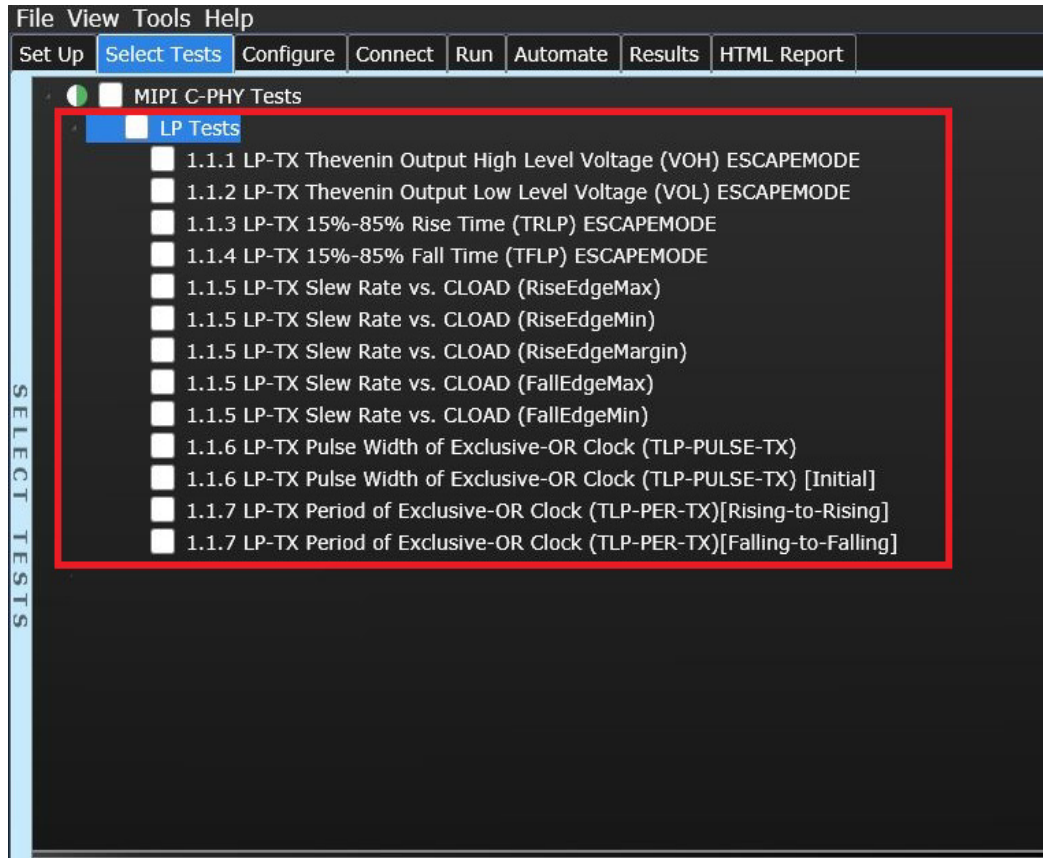 File View Tools Help
Set Up Select Tests Configure Connect Run Automate Results HTML Report
MIPI C-PHY Tests
LP Tests
1.1.1 LP-TX Thevenin Output High Level Voltage (VOH) ESCAPEMODE
1.1.2 LP-TX Thevenin Output Low Level Voltage (VOL) ESCAPEMODE
1.1.3 LP-TX 15%-85% Rise Time (TRLP) ESCAPEMODE
1.1.4 LP-TX 15%-85% Fall Time (TFLP) ESCAPEMODE
1.1.5 LP-TX Slew Rate vs. CLOAD (RiseEdgeMax)
1.1.5 LP-TX Slew Rate vs. CLOAD (RiseEdgeMin)
1.1.5 LP-TX Slew Rate vs. CLOAD (RiseEdgeMargin)
1.1.5 LP-TX Slew Rate vs. CLOAD (FallEdgeMax)
1.1.5 LP-TX Slew Rate vs. CLOAD (FallEdgeMin)
1.1.6 LP-TX Pulse Width of Exclusive-OR Clock (TLP-PULSE-TX)
1.1.6 LP-TX Pulse Width of Exclusive-OR Clock (TLP-PULSE-TX) [Initial]
1.1.7 LP-TX Period of Exclusive-OR Clock (TLP-PER-TX)[Rising-to-Rising]
1.1.7 LP-TX Period of Exclusive-OR Clock (TLP-PER-TX)[Falling-to-Falling]
SELECT TESTS